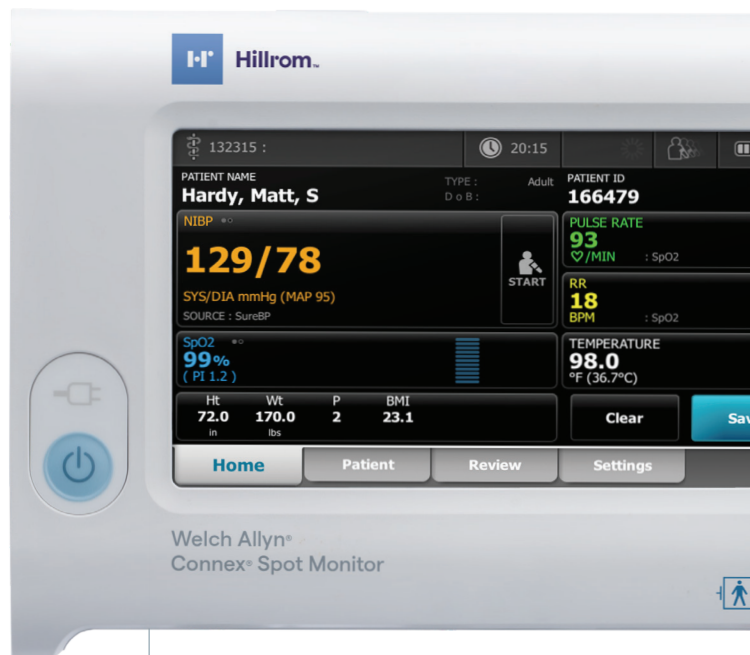 Hillrom™
132315 :
20:15
PATIENT NAME
Hardy, Matt, S
TYPE : Adult
D o B :
PATIENT ID
166479
NIBP
129/78
SYS/DIA mmHg (MAP 95)
SOURCE : SureBP
START
PULSE RATE
93
♡/MIN : SpO2
RR
18
BPM : SpO2
SpO2
99%
( PI 1.2 )
TEMPERATURE
98.0
°F (36.7°C)
Ht Wt P BMI
72.0 170.0 2 23.1
in lbs
Clear
Sav
Home Patient Review Settings
Welch Allyn®
Connex® Spot Monitor